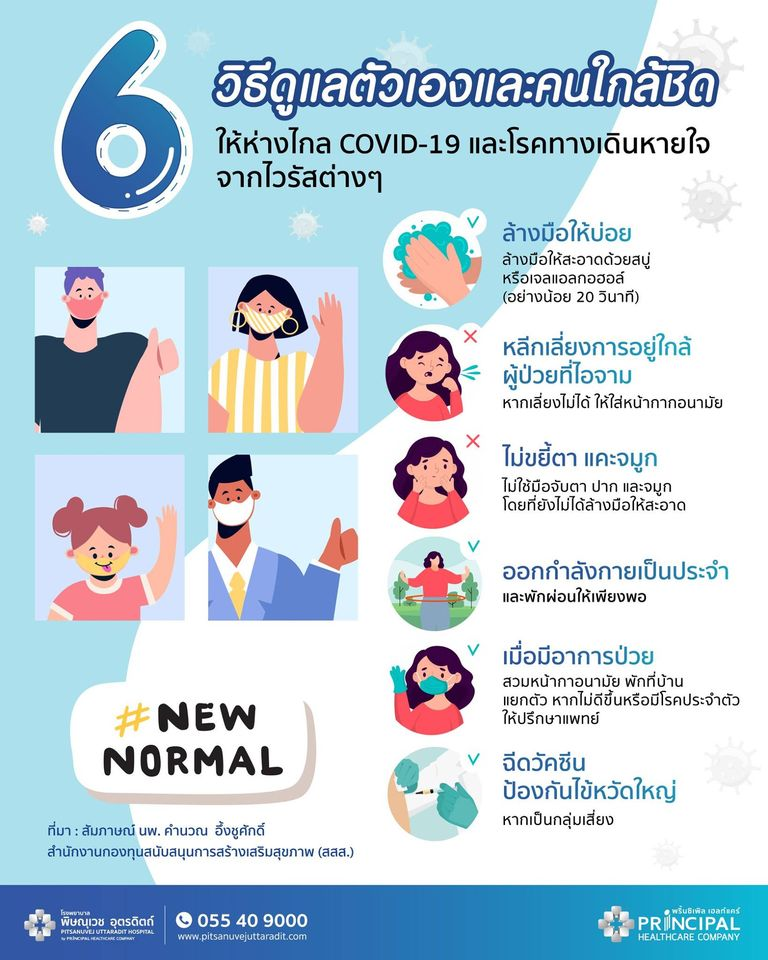 6
วิธีดูแลตัวเองและคนใกล้ชิด
ให้ห่างไกล COVID-19 และโรคทางเดินหายใจ
จากไวรัสต่างๆ
ล้างมือให้บ่อย
ล้างมือให้สะอาดด้วยสบู่
หรือเจลแอลกอฮอล์
(อย่างน้อย 20 วินาที)
หลีกเลี่ยงการอยู่ใกล้
ผู้ป่วยที่ไอจาม
หากเลี่ยงไม่ได้ ให้ใส่หน้ากากอนามัย
ไม่ขยี้ตา แคะจมูก
ไม่ใช้มือจับตา ปาก และจมูก
โดยที่ยังไม่ได้ล้างมือให้สะอาด
ออกกำลังกายเป็นประจำ
และพักผ่อนให้เพียงพอ
เมื่อมีอาการป่วย
สวมหน้ากาอนามัย พักที่บ้าน
แยกตัว หากไม่ดีขึ้นหรือมีโรคประจำตัว
ให้ปรึกษาแพทย์
ฉีดวัคซีน
ป้องกันไข้หวัดใหญ่
หากเป็นกลุ่มเสี่ยง
#NEW
NORMAL
ที่มา : สัมภาษณ์ นพ. คำนวณ อึ้งชูศักดิ์
สำนักงานกองทุนสนับสนุนการสร้างเสริมสุขภาพ (สสส.)
โรงพยาบาล
พิษณุเวช อุตรดิตถ์
PITSANUVEJ UTTARADIT HOSPITAL
by PRINCIPAL HEALTHCARE COMPANY
055 40 9000
www.pitsanuvejuttaradit.com
พริ้นซิเพิล เฮลท์แคร์
PRINCIPAL
HEALTHCARE COMPANY